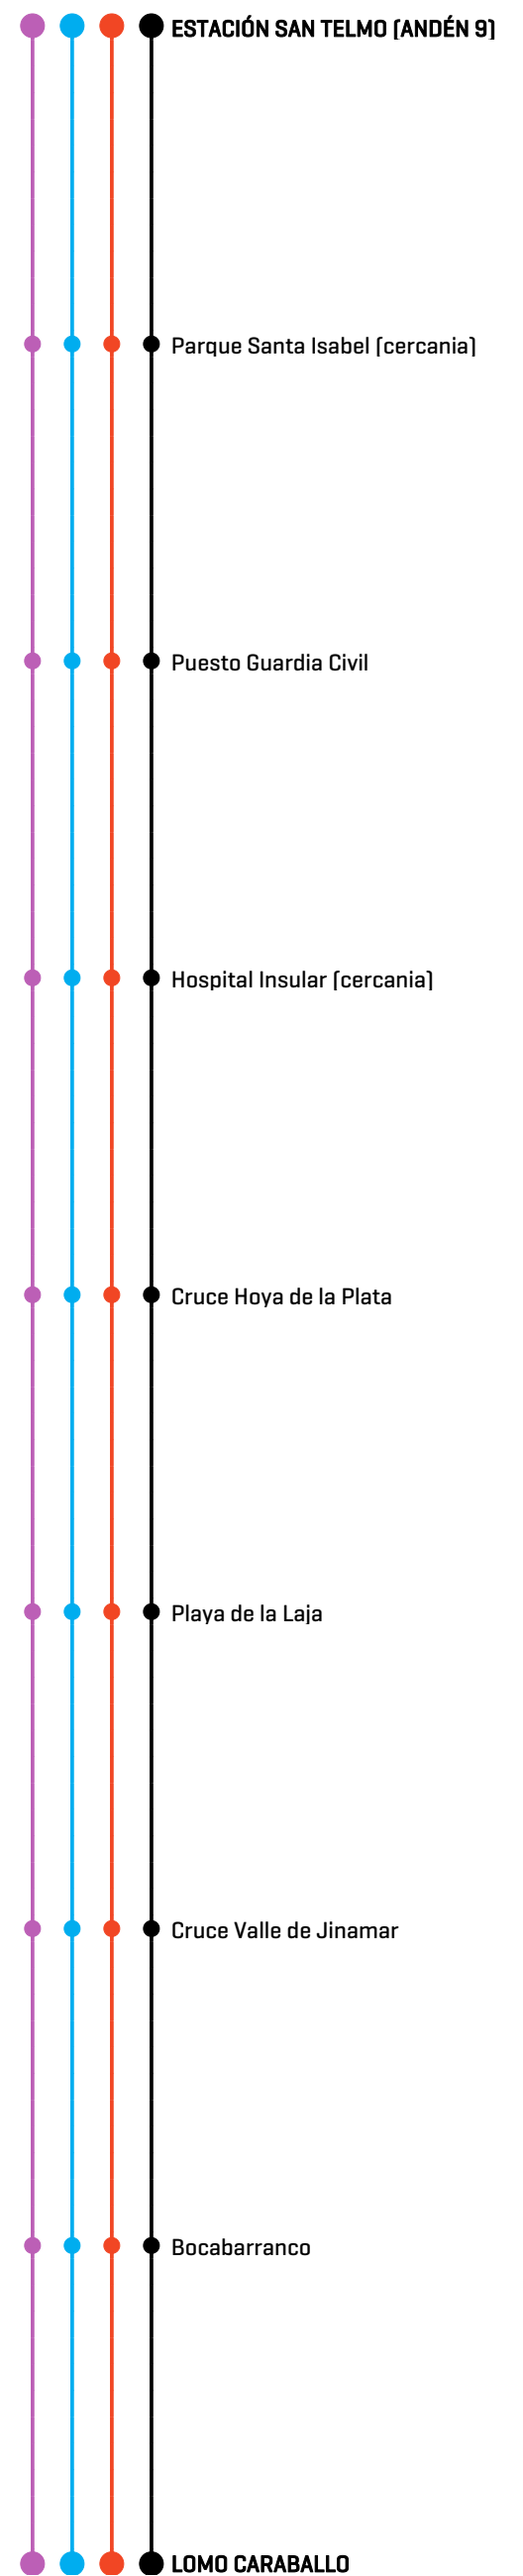 ESTACIÓN SAN TELMO (ANDÉN 9)
Parque Santa Isabel (cercania)
Puesto Guardia Civil
Hospital Insular (cercania)
Cruce Hoya de la Plata
Playa de la Laja
Cruce Valle de Jinamar
Bocabarranco
LOMO CARABALLO